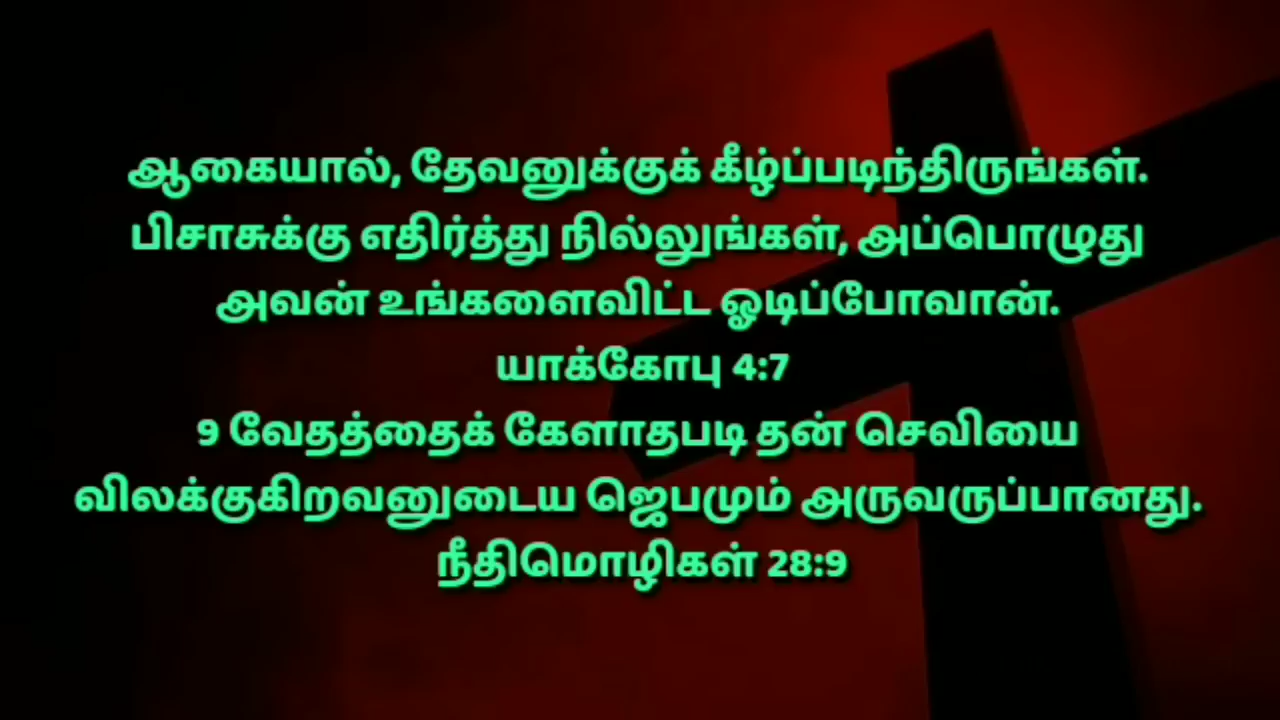 ஆகையால், தேவனுக்குக் கீழ்ப்படிந்திருங்கள்.
பிசாசுக்கு எதிர்த்து நில்லுங்கள், அப்பொழுது
அவன் உங்களைவிட்ட ஓடிப்போவான்.
யாக்கோபு 4:7
9 வேதத்தைக் கேளாதபடி தன் செவியை
விலக்குகிறவனுடைய ஜெபமும் அருவருப்பானது.
நீதிமொழிகள் 28:9